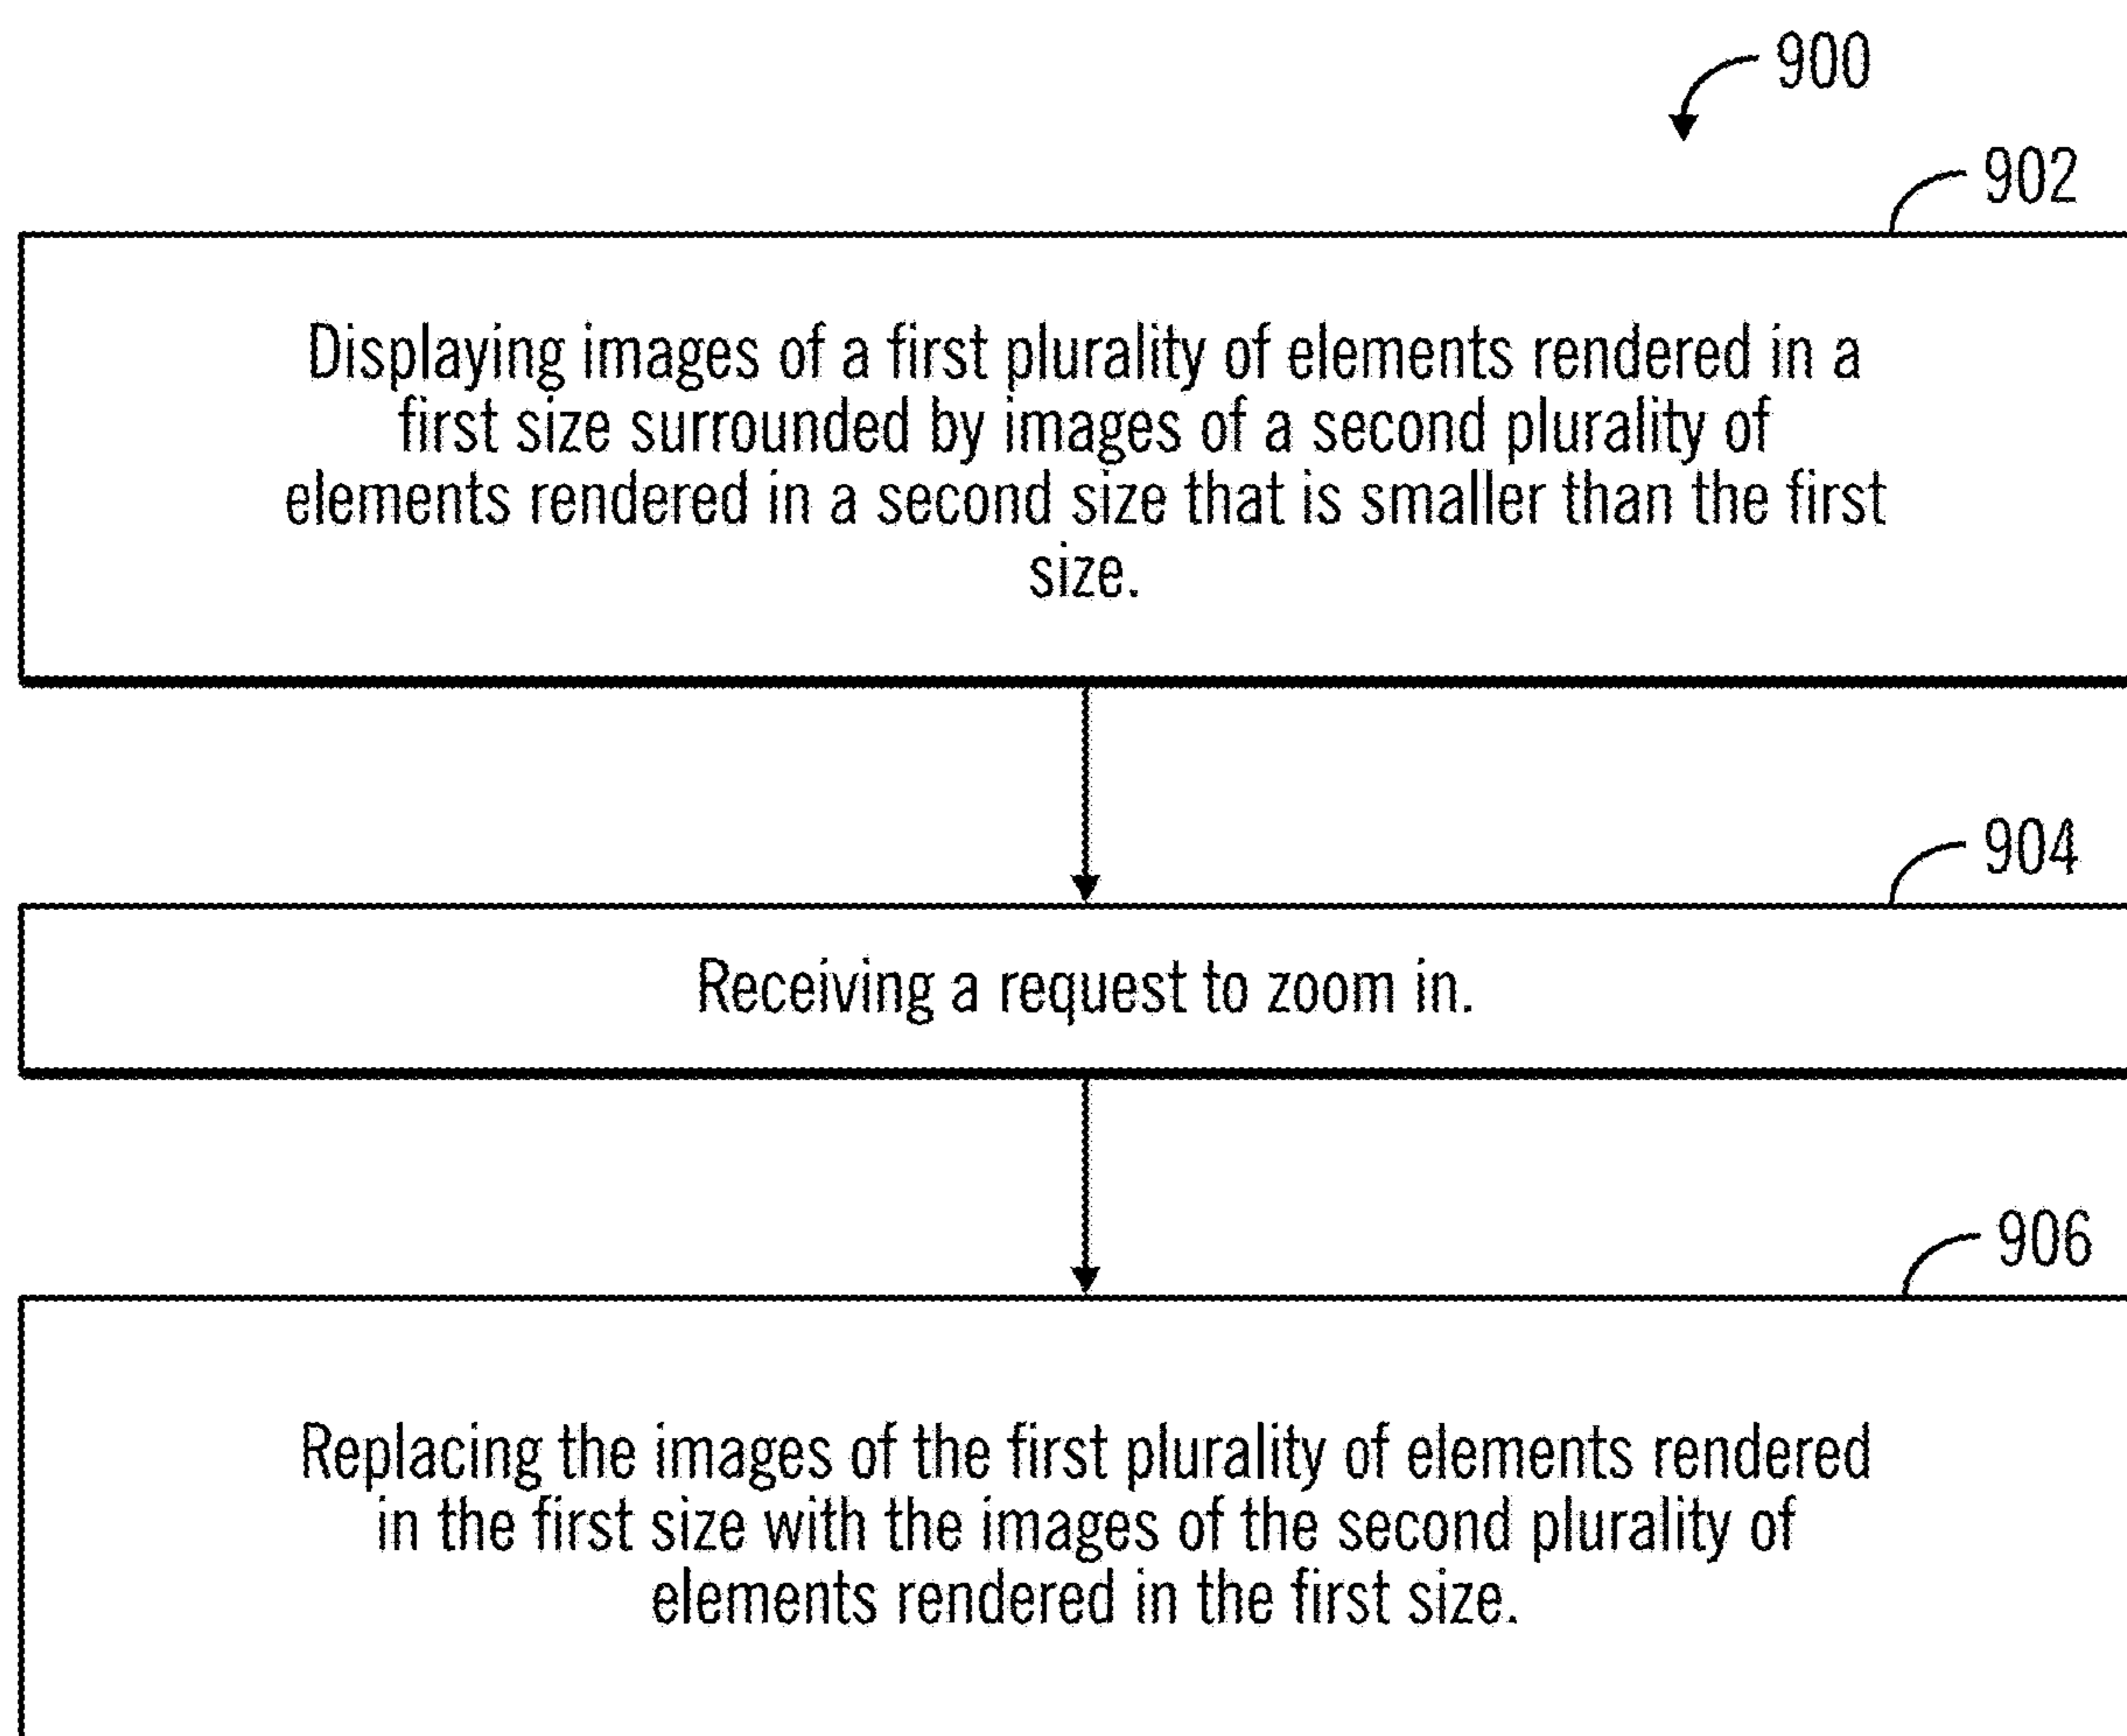 900
902
Displaying images of a first plurality of elements rendered in a
first size surrounded by images of a second plurality of
elements rendered in a second size that is smaller than the first
size.
904
Receiving a request to zoom in.
906
Replacing the images of the first plurality of elements rendered
in the first size with the images of the second plurality of
elements rendered in the first size.